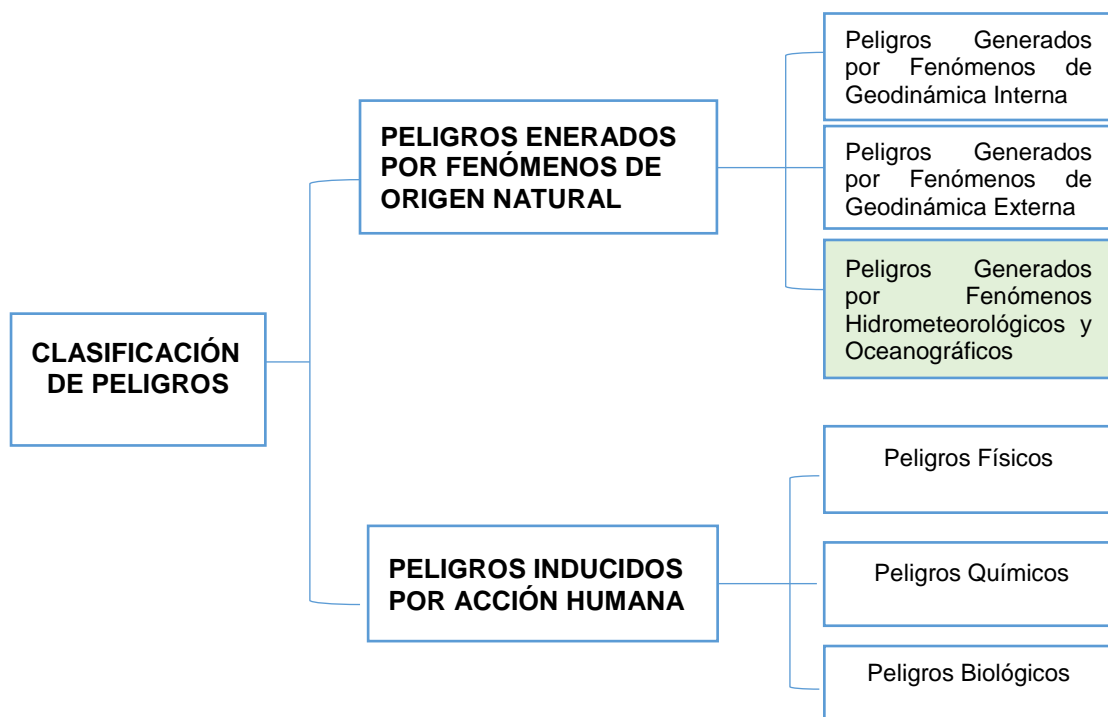 CLASIFICACIÓN
DE PELIGROS
PELIGROS ENERADOS
POR FENÓMENOS DE
ORIGEN NATURAL
Peligros Generados
por Fenómenos de
Geodinámica Interna
Peligros Generados
por Fenómenos de
Geodinámica Externa
Peligros Generados
por Fenómenos
Hidrometeorológicos y
Oceanográficos
PELIGROS INDUCIDOS
POR ACCIÓN HUMANA
Peligros Físicos
Peligros Químicos
Peligros Biológicos